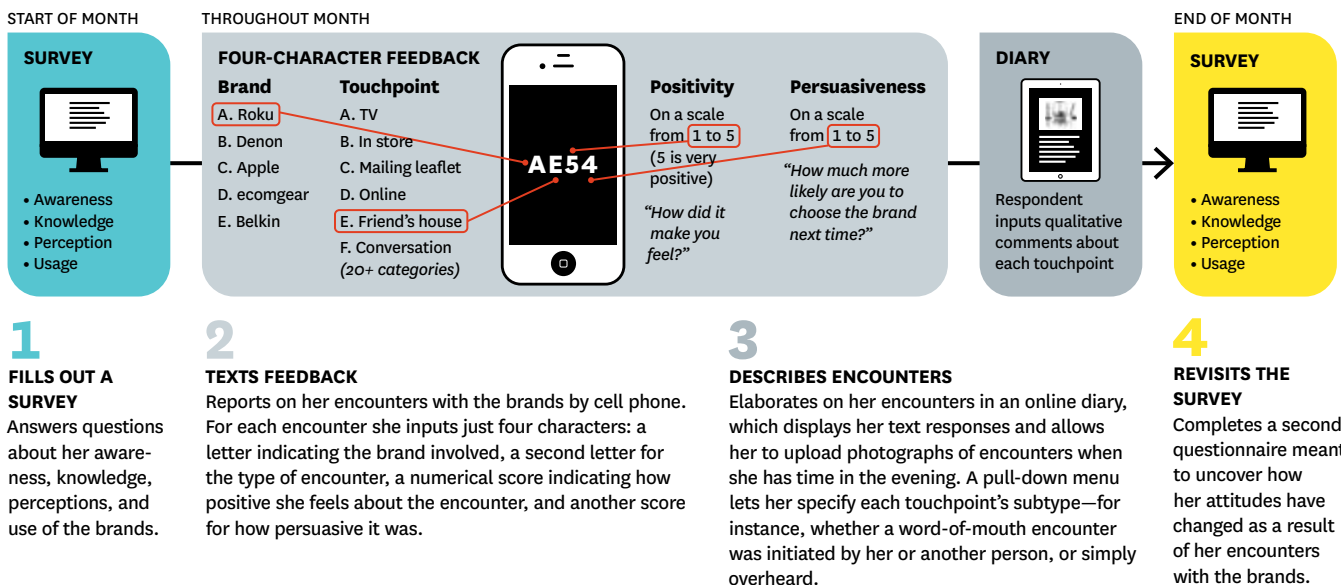 START OF MONTH
THROUGHOUT MONTH
END OF MONTH
SURVEY
• Awareness
• Knowledge
• Perception
• Usage
FOUR-CHARACTER FEEDBACK
Brand
A. Roku
B. Denon
C. Apple
D. ecomgear
E. Belkin
Touchpoint
A. TV
B. In store
C. Mailing leaflet
D. Online
E. Friend’s house
F. Conversation
(20+ categories)
AE54
Positivity
On a scale
from 1 to 5
(5 is very
positive)
“How did it
make you
feel?”
Persuasiveness
On a scale
from 1 to 5
“How much more
likely are you to
choose the brand
next time?”
DIARY
Respondent
inputs qualitative
comments about
each touchpoint
SURVEY
• Awareness
• Knowledge
• Perception
• Usage
1
FILLS OUT A
SURVEY
Answers questions
about her aware-
ness, knowledge,
perceptions, and
use of the brands.
2
TEXTS FEEDBACK
Reports on her encounters with the brands by cell phone.
For each encounter she inputs just four characters: a
letter indicating the brand involved, a second letter for
the type of encounter, a numerical score indicating how
positive she feels about the encounter, and another score
for how persuasive it was.
3
DESCRIBES ENCOUNTERS
Elaborates on her encounters in an online diary,
which displays her text responses and allows
her to upload photographs of encounters when
she has time in the evening. A pull-down menu
lets her specify each touchpoint’s subtype—for
instance, whether a word-of-mouth encounter
was initiated by her or another person, or simply
overheard.
4
REVISITS THE
SURVEY
Completes a second
questionnaire meant
to uncover how
her attitudes have
changed as a result
of her encounters
with the brands.